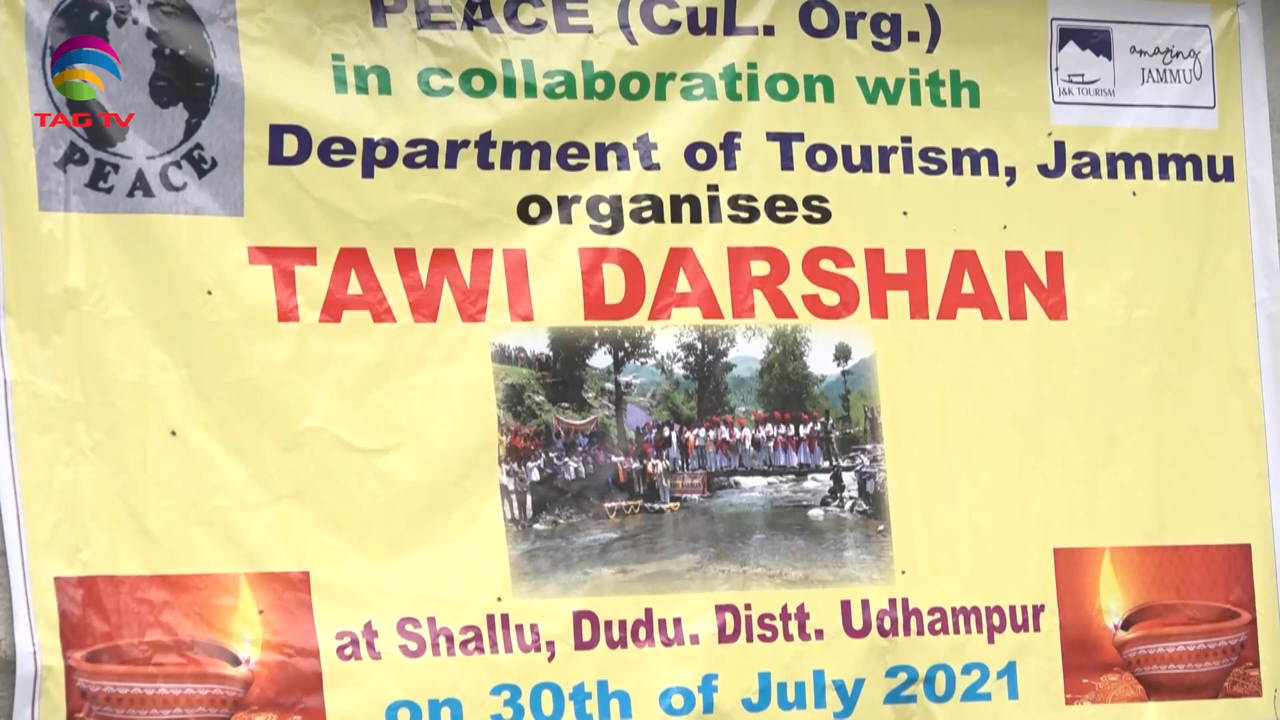 PEACE (CuL. Org.)
in collaboration with
Department of Tourism, Jammu
organises
TAWI DARSHAN
at Shallu, Dudu. Distt. Udhampur
on 30th of July 2021
TAG TV
PEACE
J&K TOURISM
amazing
JAMMU